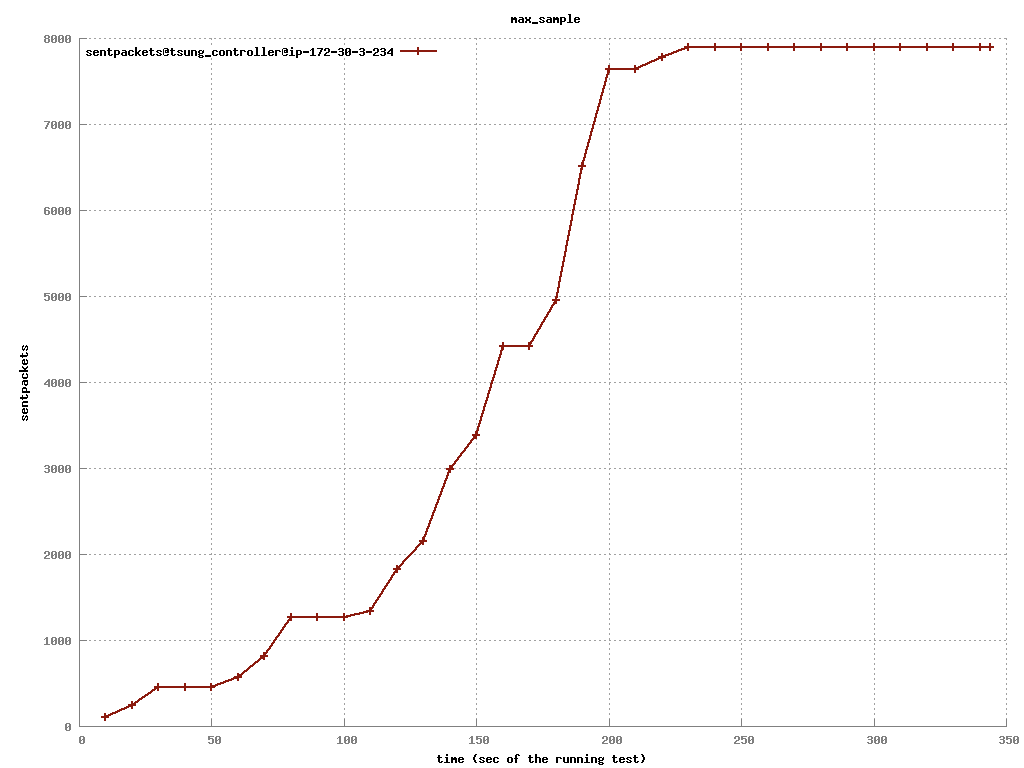 max_sample
8000
sentpackets@tsung_controller@ip-172-30-3-234
7000
6000
5000
sentpackets
4000
3000
2000
1000
0
0 50 100 150 200 250 300 350
time (sec of the running test)